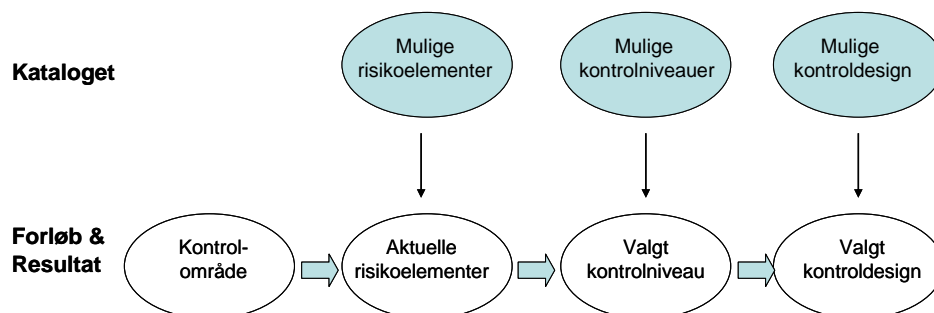 Kataloget
Mulige
risikoelementer
Mulige
kontrolniveauer
Mulige
kontroldesign
Forløb &
Resultat
Kontrol-
område
Aktuelle
risikoelementer
Valgt
kontrolniveau
Valgt
kontroldesign